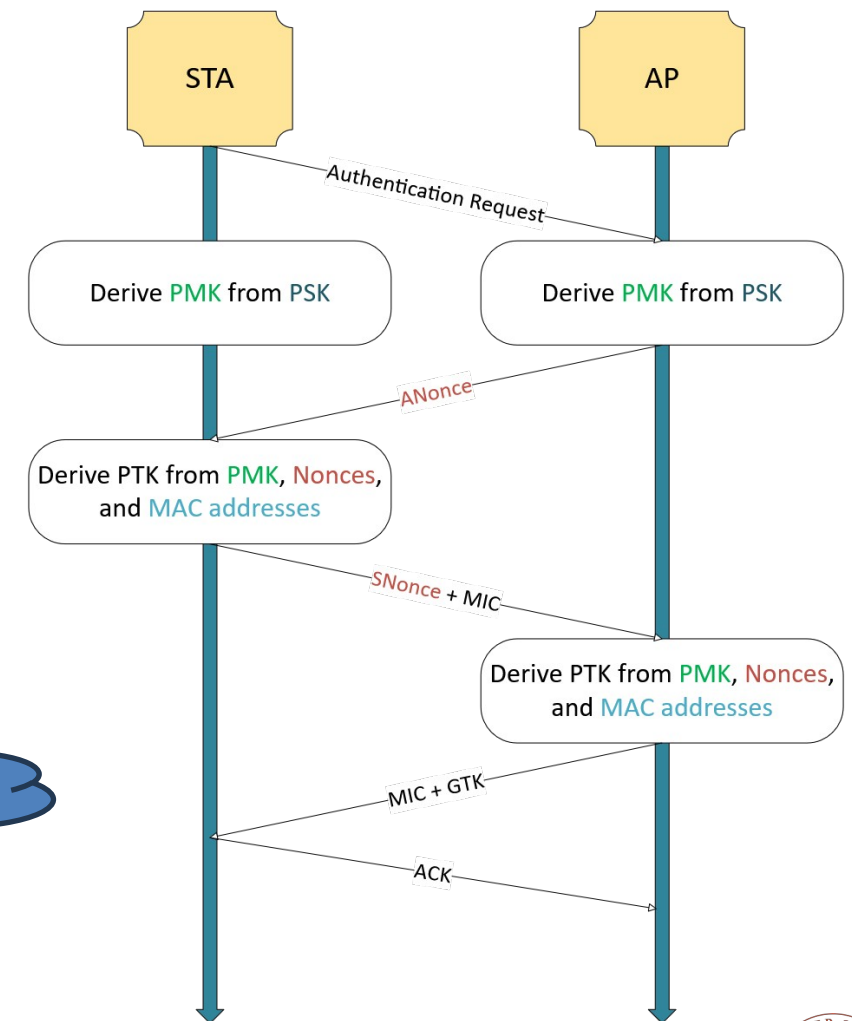 STA
AP
Authentication Request
Derive PMK from PSK
Derive PMK from PSK
ANonce
Derive PTK from PMK, Nonces,
and MAC addresses
SNonce + MIC
Derive PTK from PMK, Nonces,
and MAC addresses
MIC + GTK
ACK